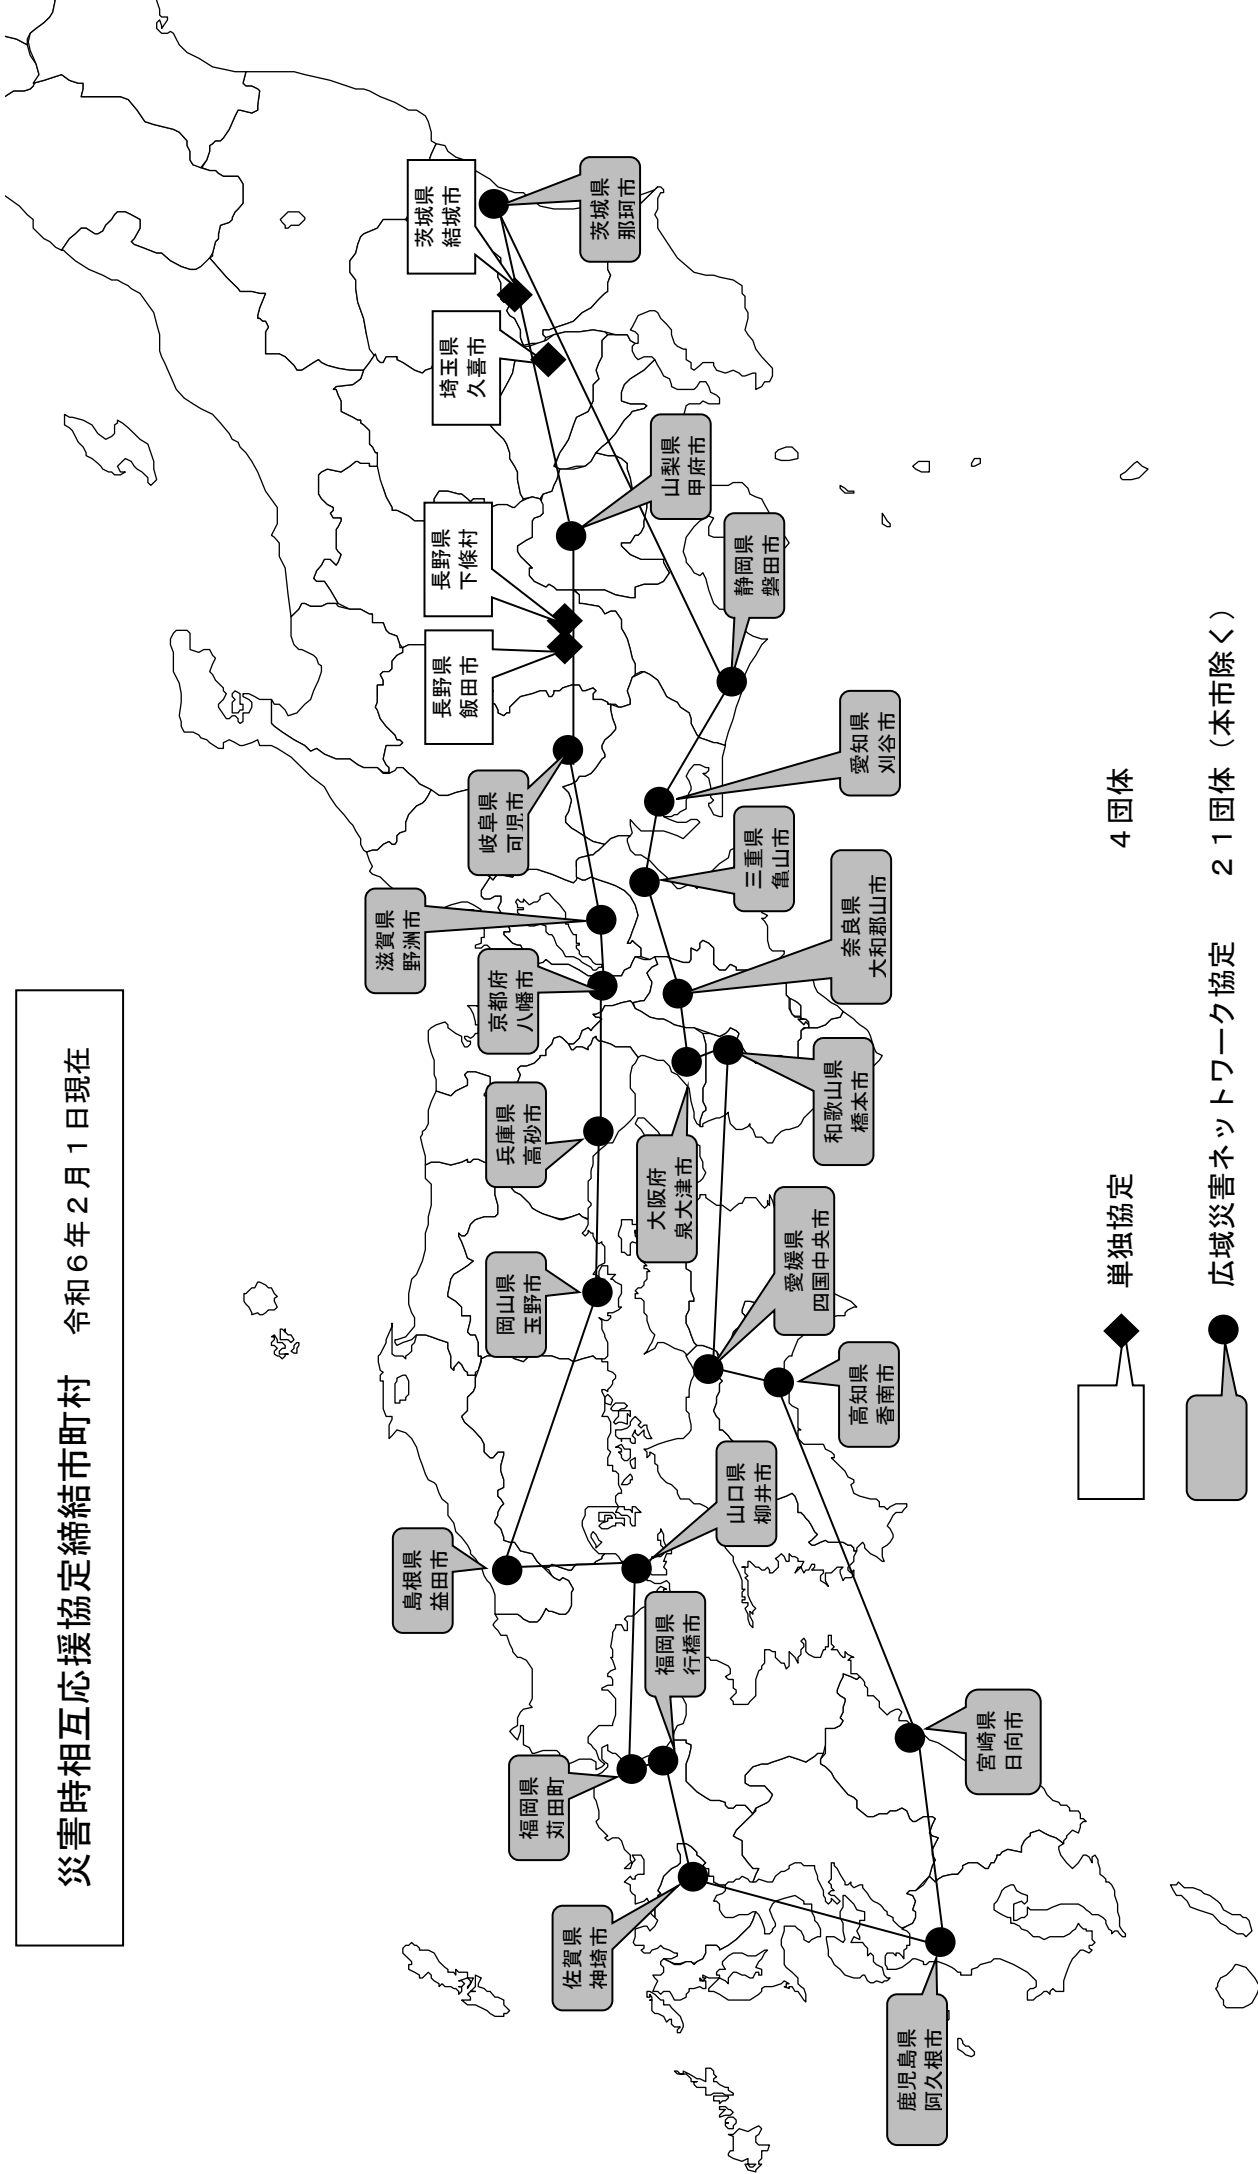 災害時相互応援協定締結市町村　令和６年２月１日現在
茨城県
結城市
茨城県
那珂市
埼玉県
久喜市
山梨県
甲府市
長野県
下條村
静岡県
磐田市
長野県
飯田市
愛知県
刈谷市
岐阜県
可児市
三重県
亀山市
滋賀県
野洲市
奈良県
大和郡山市
京都府
八幡市
和歌山県
橋本市
兵庫県
高砂市
大阪府
泉大津市
岡山県
玉野市
愛媛県
四国中央市
高知県
香南市
島根県
益田市
山口県
柳井市
福岡県
行橋市
福岡県
苅田町
宮崎県
日向市
佐賀県
神埼市
鹿児島県
阿久根市
単独協定　４団体
広域災害ネットワーク協定　２１団体（本市除く）